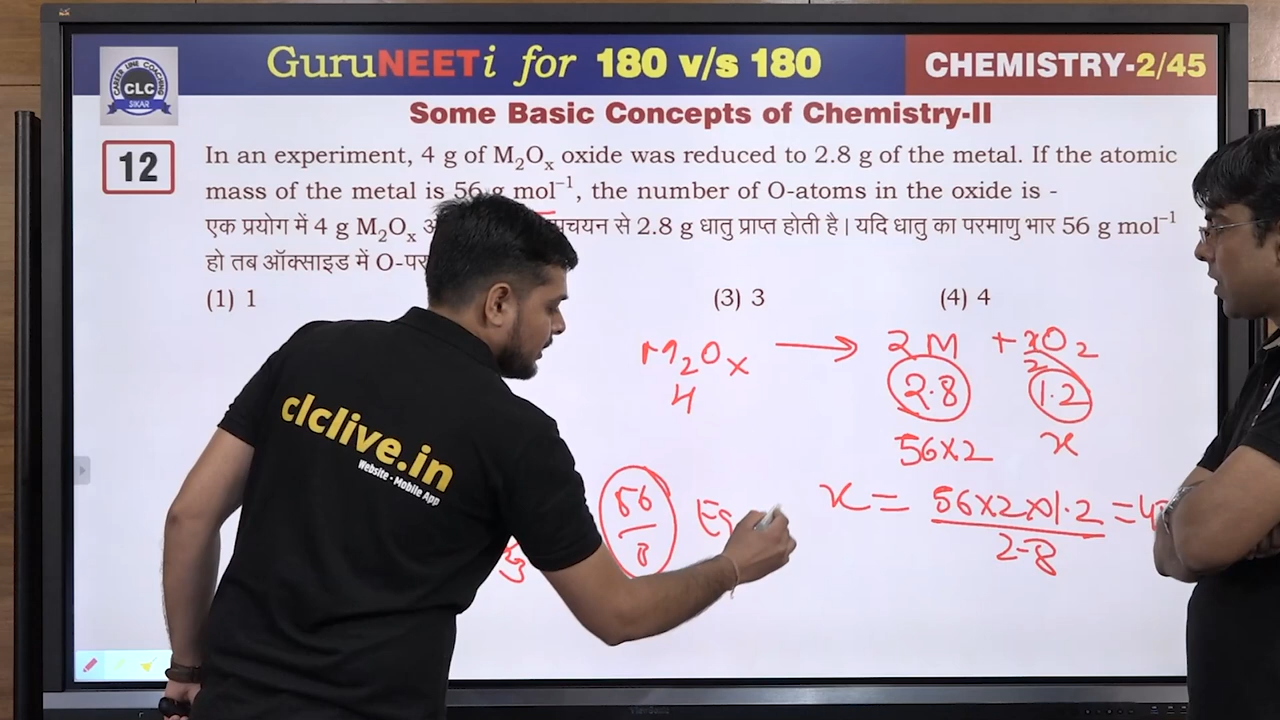 GuruNEETi for 180 v/s 180
CHEMISTRY-2/45
CAREER LINE COACHING
CLC
SIKAR
Some Basic Concepts of Chemistry-II
12
In an experiment, 4 g of M₂Oₓ oxide was reduced to 2.8 g of the metal. If the atomic
mass of the metal is 56 g mol⁻¹, the number of O-atoms in the oxide is -
एक प्रयोग में 4 g M₂Oₓ से 2.8 g धातु प्राप्त होती है। यदि धातु का परमाणु भार 56 g mol⁻¹
हो तब ऑक्साइड में O-
(1) 1
(3) 3
(4) 4
M₂Oₓ → 2M + x/2 O₂
4 2.8 1.2
56×2 x
x = 56×2×1.2 / 2.8 =
56
clclive.in
Website - Mobile App
ViewSonic